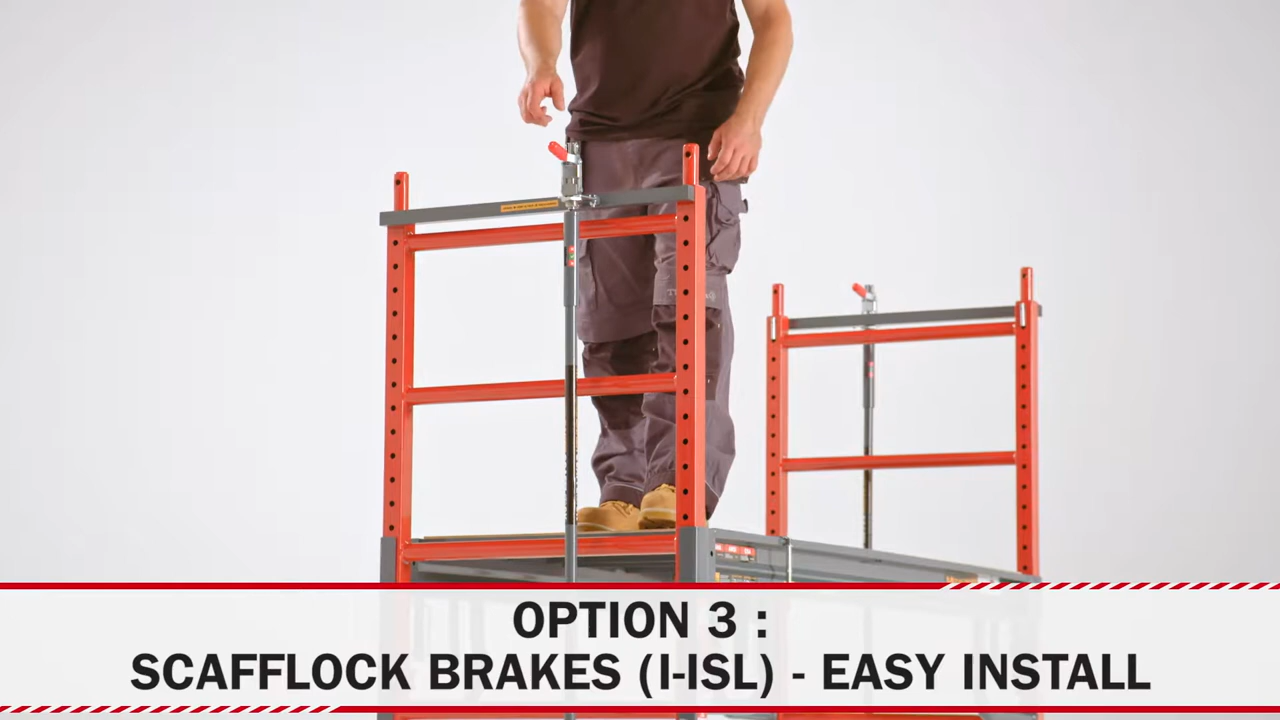 OPTION 3 :
SCAFFLOCK BRAKES (I-ISL) - EASY INSTALL